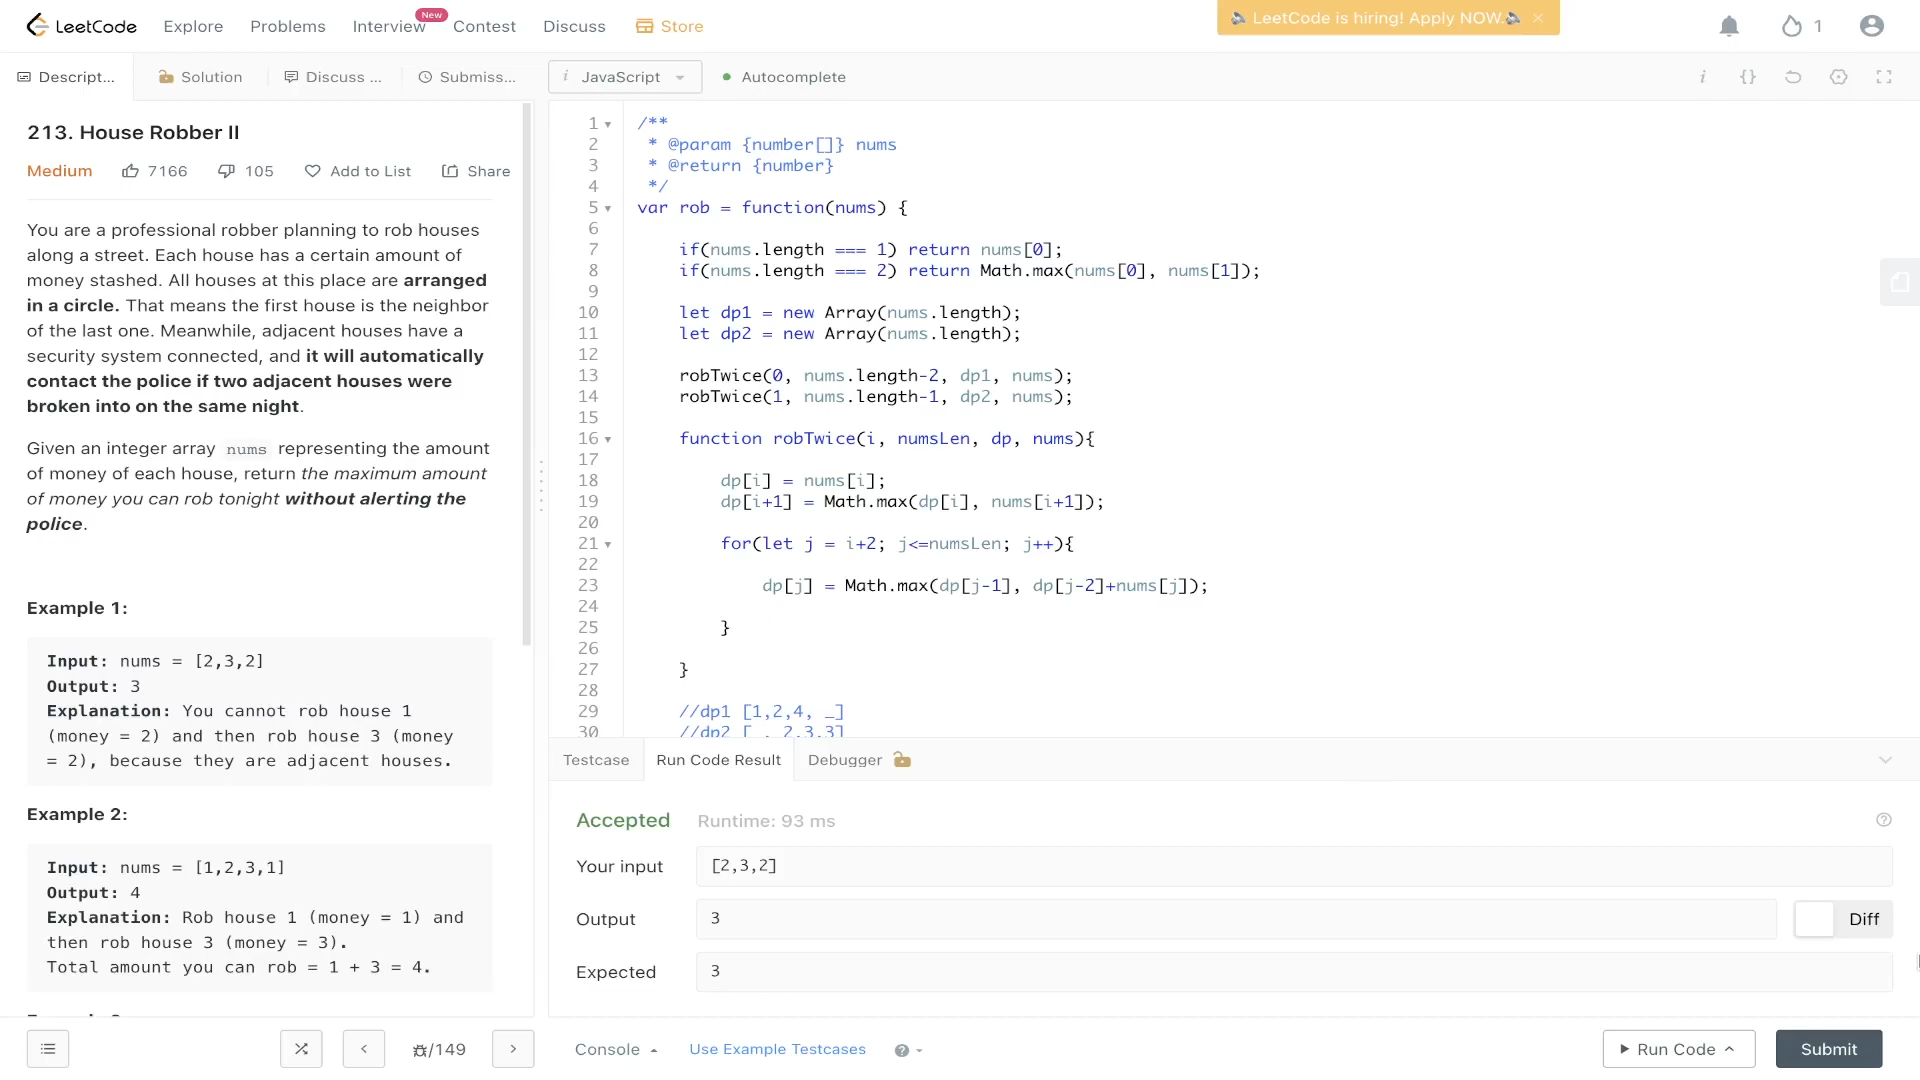 LeetCode Explore Problems Interview New Contest Discuss Store LeetCode is hiring! Apply NOW. 1
Descript... Solution Discuss ... Submiss... i JavaScript Autocomplete i {}
213. House Robber II
Medium 7166 105 Add to List Share
You are a professional robber planning to rob houses
along a street. Each house has a certain amount of
money stashed. All houses at this place are arranged
in a circle. That means the first house is the neighbor
of the last one. Meanwhile, adjacent houses have a
security system connected, and it will automatically
contact the police if two adjacent houses were
broken into on the same night.
Given an integer array nums representing the amount
of money of each house, return the maximum amount
of money you can rob tonight without alerting the
police.
Example 1:
Input: nums = [2,3,2]
Output: 3
Explanation: You cannot rob house 1
(money = 2) and then rob house 3 (money
= 2), because they are adjacent houses.
Example 2:
Input: nums = [1,2,3,1]
Output: 4
Explanation: Rob house 1 (money = 1) and
then rob house 3 (money = 3).
Total amount you can rob = 1 + 3 = 4.
1 /**
2 * @param {number[]} nums
3 * @return {number}
4 */
5 var rob = function(nums) {
6
7 if(nums.length === 1) return nums[0];
8 if(nums.length === 2) return Math.max(nums[0], nums[1]);
9
10 let dp1 = new Array(nums.length);
11 let dp2 = new Array(nums.length);
12
13 robTwice(0, nums.length-2, dp1, nums);
14 robTwice(1, nums.length-1, dp2, nums);
15
16 function robTwice(i, numsLen, dp, nums){
17
18 dp[i] = nums[i];
19 dp[i+1] = Math.max(dp[i], nums[i+1]);
20
21 for(let j = i+2; j<=numsLen; j++){
22
23 dp[j] = Math.max(dp[j-1], dp[j-2]+nums[j]);
24
25 }
26
27 }
28
29 //dp1 [1,2,4, _]
30 //dp2 [ , 2,3,3]
Testcase Run Code Result Debugger
Accepted Runtime: 93 ms
Your input [2,3,2]
Output 3 Diff
Expected 3
/149 Console Use Example Testcases Run Code Submit